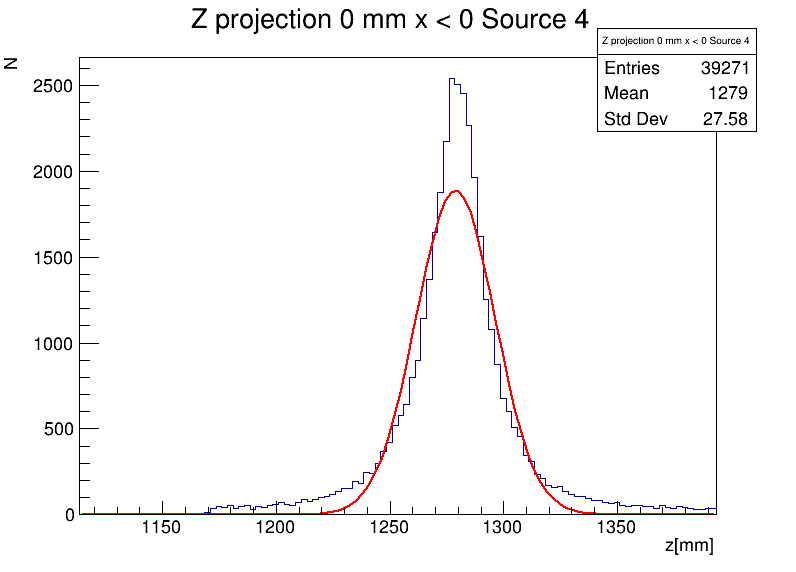 Z projection 0 mm x < 0 Source 4
Z projection 0 mm x < 0 Source 4
Entries 39271
Mean 1279
Std Dev 27.58
N
2500
2000
1500
1000
500
0
1150 1200 1250 1300 1350
z[mm]